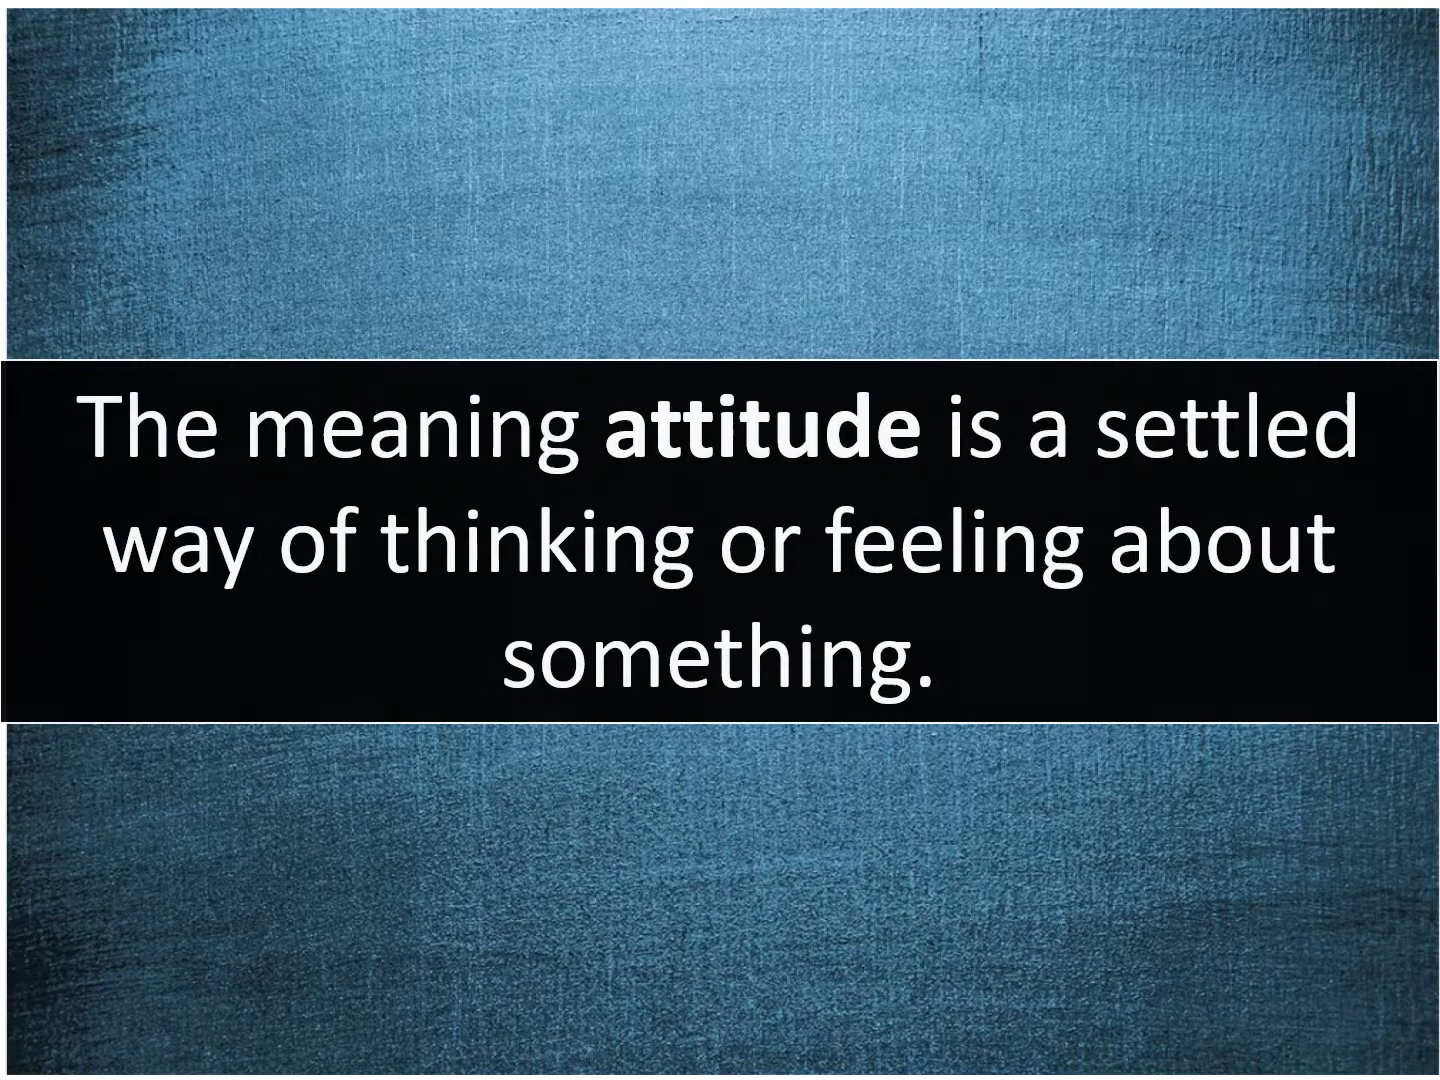 The meaning attitude is a settled
way of thinking or feeling about
something.